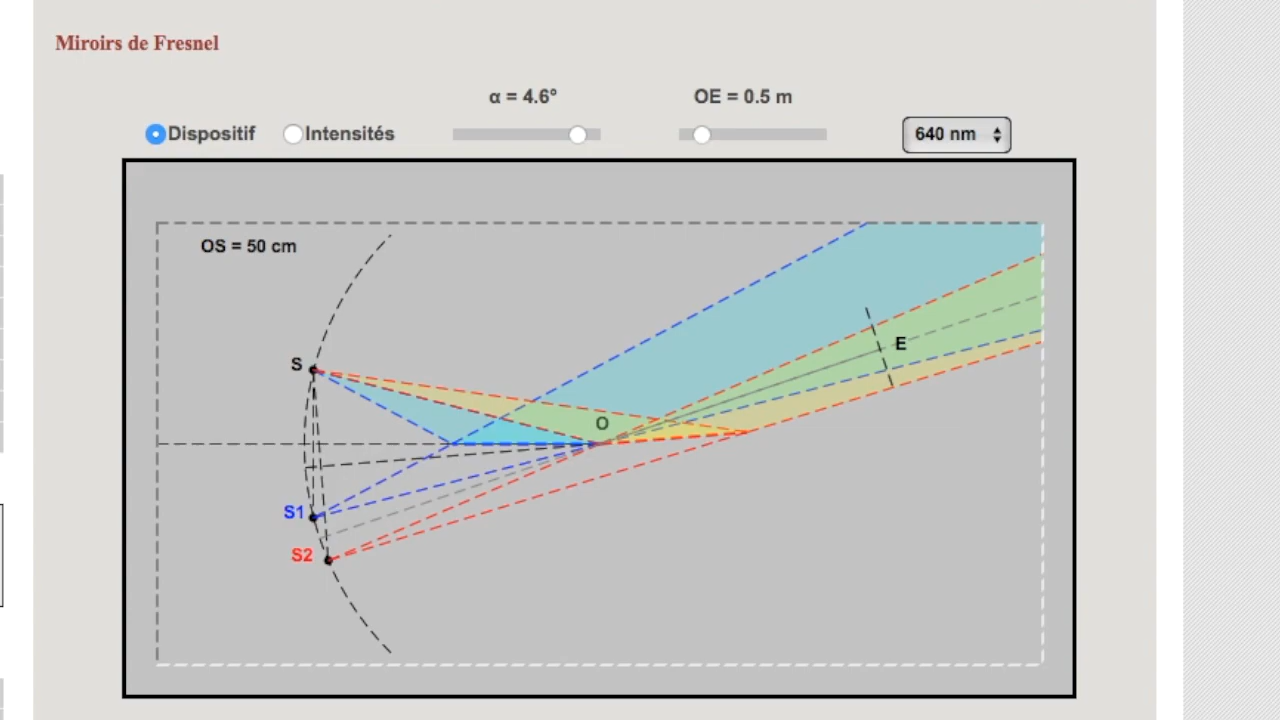 Miroirs de Fresnel
α = 4.6° OE = 0.5 m
Dispositif Intensités 640 nm
OS = 50 cm
S
E
O
S1
S2